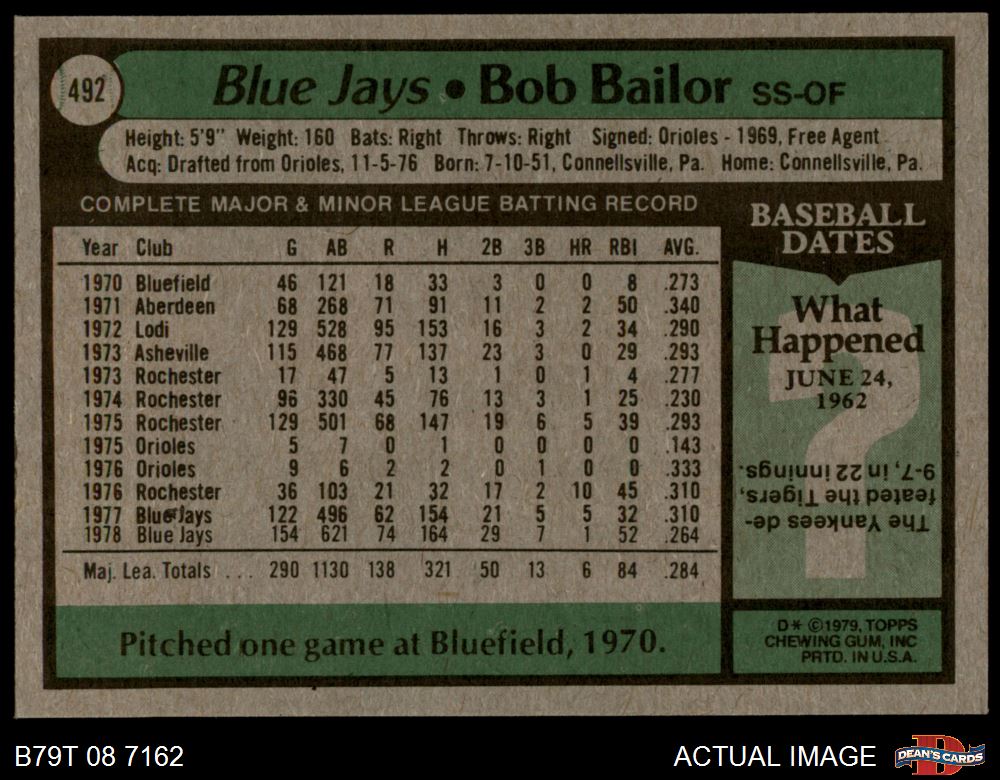 492
Blue Jays • Bob Bailor SS-OF
Height: 5'9" Weight: 160 Bats: Right Throws: Right Signed: Orioles - 1969, Free Agent
Acq: Drafted from Orioles, 11-5-76 Born: 7-10-51, Connellsville, Pa. Home: Connellsville, Pa.
COMPLETE MAJOR & MINOR LEAGUE BATTING RECORD
Year Club G AB R H 2B 3B HR RBI AVG.
1970 Bluefield 46 121 18 33 3 0 0 8 .273
1971 Aberdeen 68 268 71 91 11 2 2 50 .340
1972 Lodi 129 528 95 153 16 3 2 34 .290
1973 Asheville 115 468 77 137 23 3 0 29 .293
1973 Rochester 17 47 5 13 1 0 1 4 .277
1974 Rochester 96 330 45 76 13 3 1 25 .230
1975 Rochester 129 501 68 147 19 6 5 39 .293
1975 Orioles 5 7 0 1 0 0 0 0 .143
1976 Orioles 9 6 2 2 0 1 0 0 .333
1976 Rochester 36 103 21 32 17 2 10 45 .310
1977 Blue Jays 122 496 62 154 21 5 5 32 .310
1978 Blue Jays 154 621 74 164 29 7 1 52 .264
Maj. Lea. Totals ... 290 1130 138 321 50 13 6 84 .284
Pitched one game at Bluefield, 1970.
BASEBALL
DATES
What
Happened
JUNE 24,
1962
The Yankees de-
feated the Tigers,
9-7, in 22 innings.
D* ©1979, TOPPS
CHEWING GUM, INC
PRTD. IN U.S.A.
B79T 08 7162
ACTUAL IMAGE
D
DEAN'S CARDS